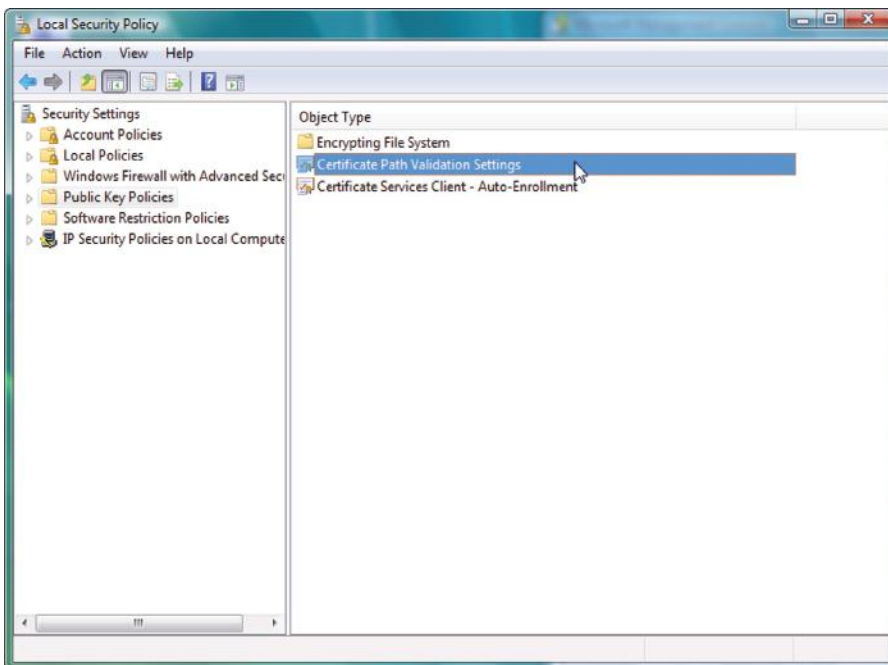 Local Security Policy
File Action View Help
Security Settings
Account Policies
Local Policies
Windows Firewall with Advanced Secu
Public Key Policies
Software Restriction Policies
IP Security Policies on Local Compute
Object Type
Encrypting File System
Certificate Path Validation Settings
Certificate Services Client - Auto-Enrollment